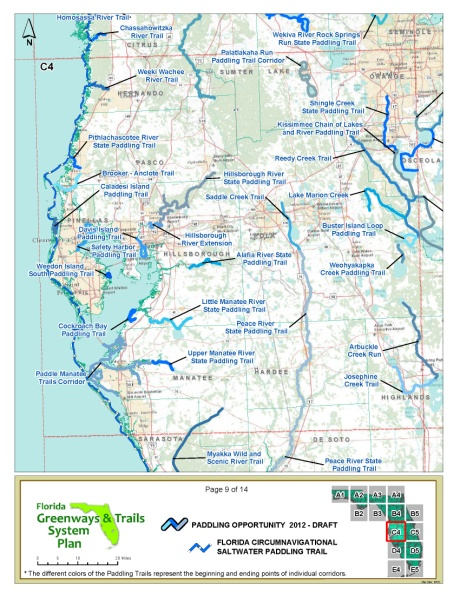 Homosassa River Trail
Chassahowitzka
River Trail
CITRUS
Wekiva River Rock Springs
Run State Paddling Trail
SEMINOLE
Palatlakaha Run
Paddling Trail Corridor
N
SUMTER
LAKE
ORANGE
C4
Weeki Wachee
River Trail
HERNANDO
Shingle Creek
State Paddling Trail
Kissimmee Chain of Lakes
and River Paddling Trail
Pithlachascotee River
State Paddling Trail
PASCO
Reedy Creek Trail
OSCEOLA
Brooker - Anclote Trail
Hillsborough River
State Paddling Trail
Caladesi Island
Paddling Trail
Saddle Creek Trail
Lake Marion Creek
PINELLAS
Davis Island
Paddling Trail
POLK
Buster Island Loop
Paddling Trail
Safety Harbor
Paddling Trail
Hillsborough
River Extension
HILLSBOROUGH
Alafia River State
Paddling Trail
Weohyakapka
Creek Paddling Trail
Weedon Island
South Paddling Trail
Little Manatee River
State Paddling Trail
Cockroach Bay
Paddling Trail
Peace River
State Paddling Trail
Arbuckle
Creek Run
Upper Manatee River
State Paddling Trail
HARDEE
Paddle Manatee
Trails Corridor
MANATEE
Josephine
Creek Trail
HIGHLANDS
SARASOTA
DE SOTO
Myakka Wild and
Scenic River Trail
Peace River State
Paddling Trail
Page 9 of 14
A1 A2 A3 A4
B2 B3 B4 B5
C4 C5
D4 D5
E4 E5
Florida
Greenways & Trails
System
Plan
PADDLING OPPORTUNITY 2012 - DRAFT
FLORIDA CIRCUMNAVIGATIONAL
SALTWATER PADDLING TRAIL
0 5 10 20 Miles
* The different colors of the Paddling Trails represent the beginning and ending points of individual corridors.